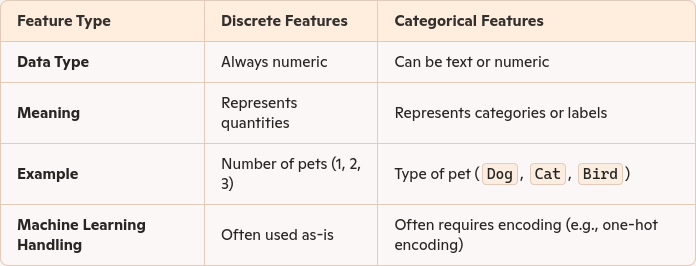 Feature Type Discrete Features Categorical Features
Data Type Always numeric Can be text or numeric
Meaning Represents quantities Represents categories or labels
Example Number of pets (1, 2, 3) Type of pet ( Dog , Cat , Bird )
Machine Learning Handling Often used as-is Often requires encoding (e.g., one-hot encoding)